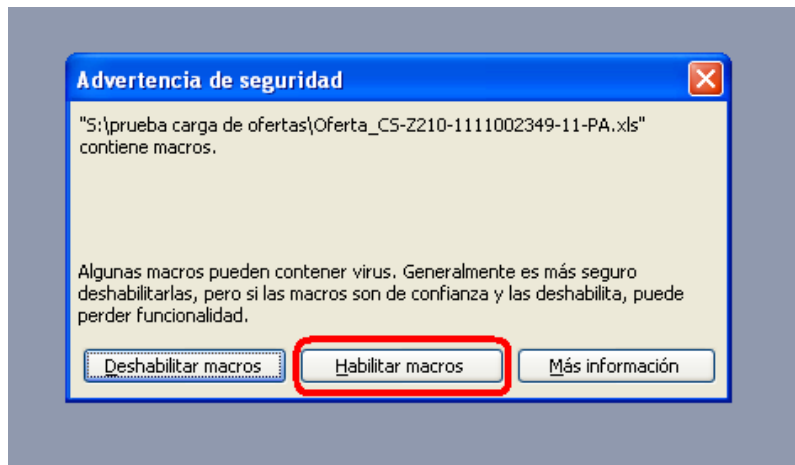 Advertencia de seguridad
"S:\prueba carga de ofertas\Oferta_CS-Z210-1111002349-11-PA.xls"
contiene macros.
Algunas macros pueden contener virus. Generalmente es más seguro
deshabilitarlas, pero si las macros son de confianza y las deshabilita, puede
perder funcionalidad.
Deshabilitar macros
Habilitar macros
Más información